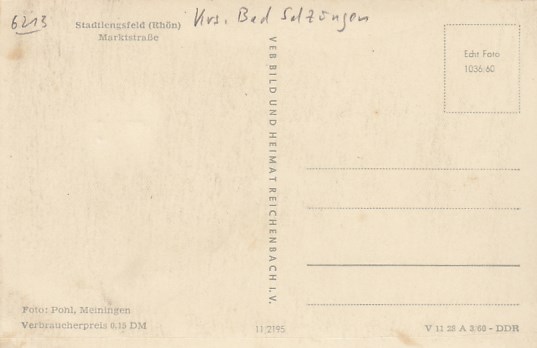 6213
Stadtlengsfeld (Rhön)
Marktstraße
Krs. Bad Salzungen
VEB BILD UND HEIMAT REICHENBACH I. V.
Echt Foto
1036/60
Foto: Pohl, Meiningen
Verbraucherpreis 0,15 DM
11 2195
V 11 28 A 3/60 - DDR